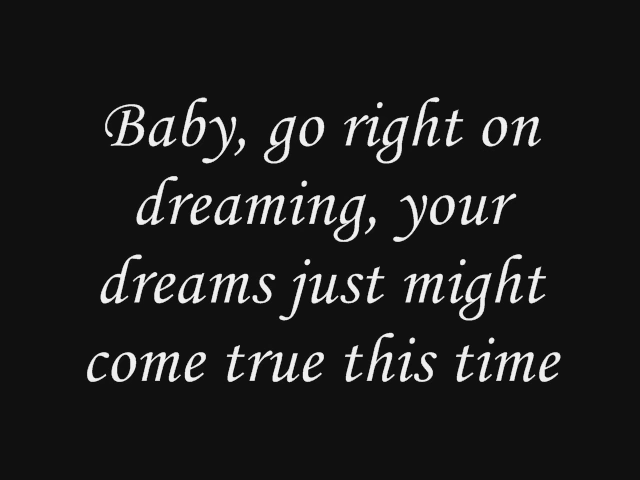 Baby, go right on
dreaming, your
dreams just might
come true this time